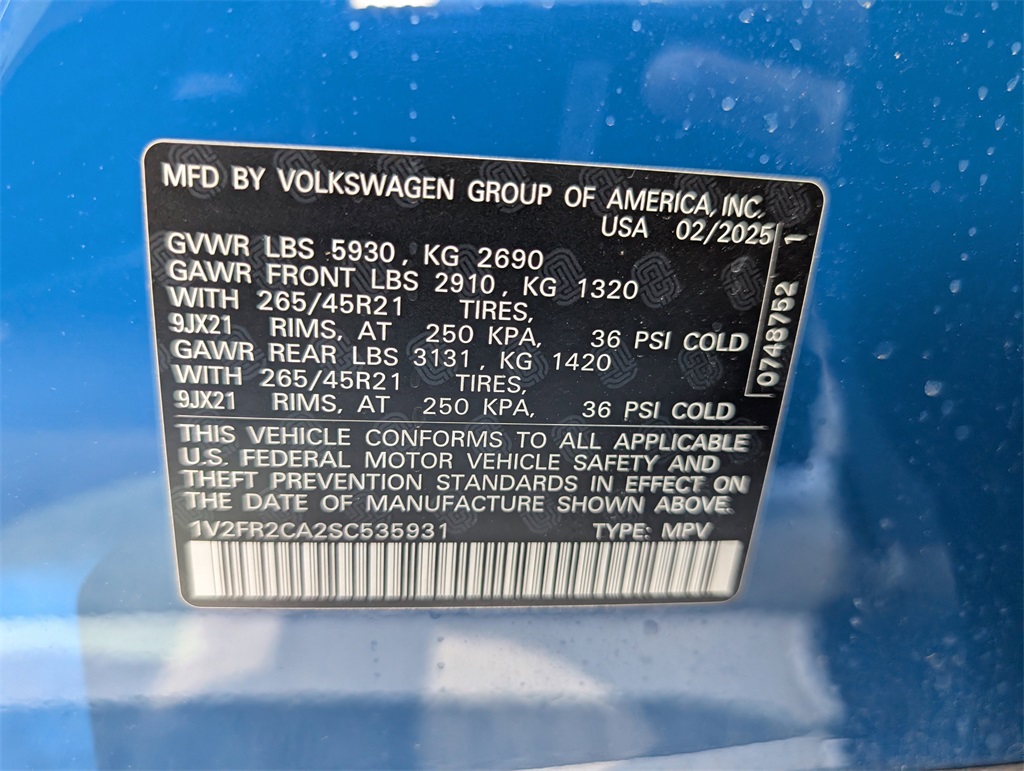 MFD BY VOLKSWAGEN GROUP OF AMERICA, INC.
USA 02/2025
GVWR LBS 5930, KG 2690
GAWR FRONT LBS 2910, KG 1320
WITH 265/45R21 TIRES,
9JX21 RIMS, AT 250 KPA, 36 PSI COLD
GAWR REAR LBS 3131, KG 1420
WITH 265/45R21 TIRES,
9JX21 RIMS, AT 250 KPA, 36 PSI COLD
0748752 1
THIS VEHICLE CONFORMS TO ALL APPLICABLE
U.S. FEDERAL MOTOR VEHICLE SAFETY AND
THEFT PREVENTION STANDARDS IN EFFECT ON
THE DATE OF MANUFACTURE SHOWN ABOVE.
1V2FR2CA2SC535931 TYPE: MPV